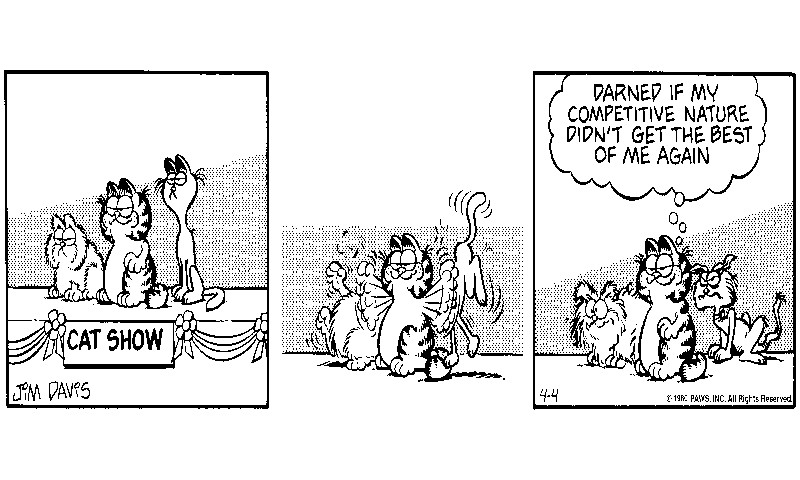 CAT SHOW
JIM DAVIS
DARNED IF MY
COMPETITIVE NATURE
DIDN'T GET THE BEST
OF ME AGAIN
4-4
PAWS, INC. All Rights Reserved.